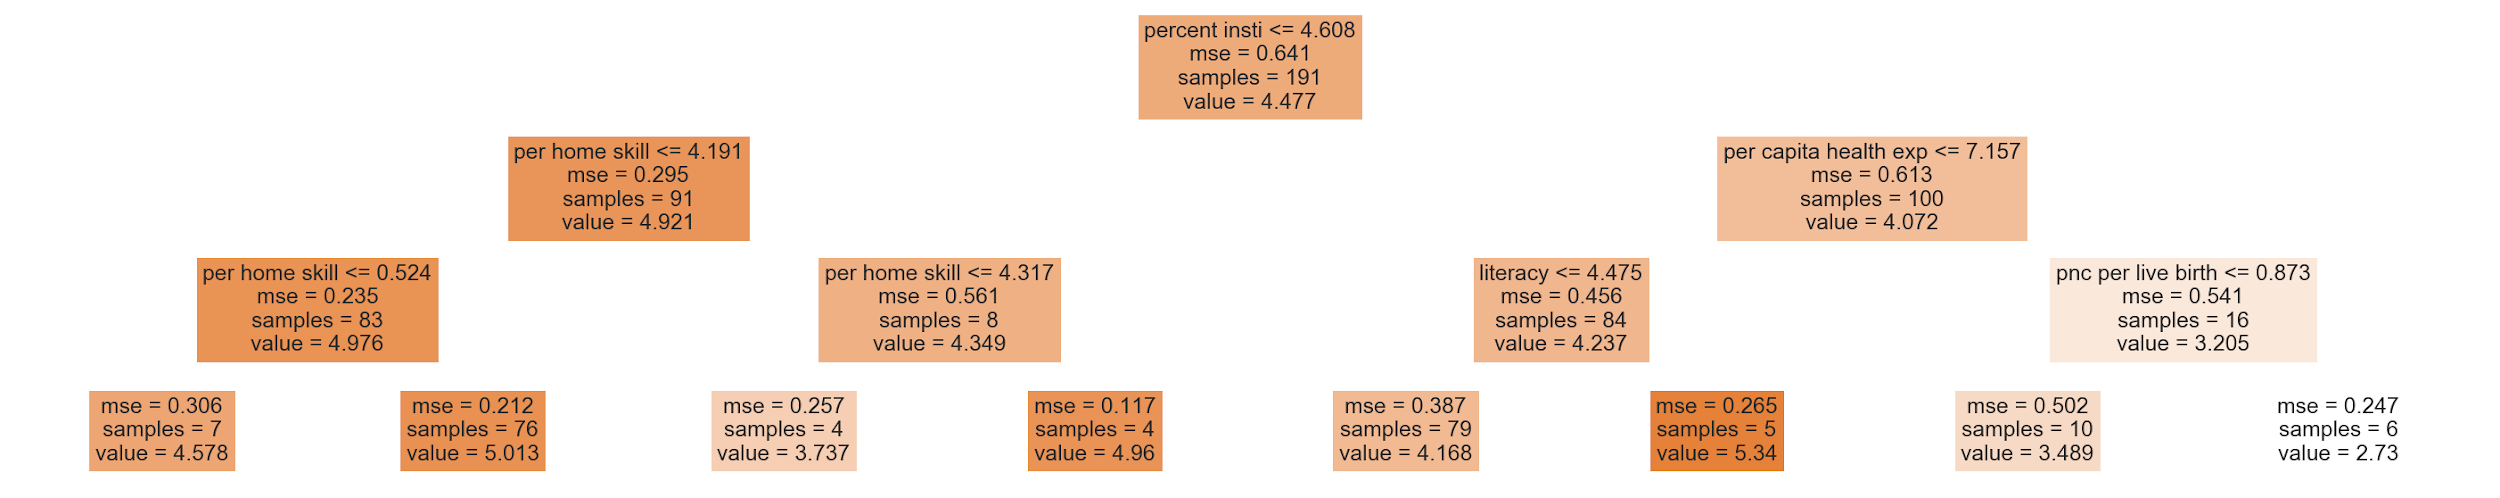 percent insti <= 4.608
mse = 0.641
samples = 191
value = 4.477
per home skill <= 4.191
mse = 0.295
samples = 91
value = 4.921
per capita health exp <= 7.157
mse = 0.613
samples = 100
value = 4.072
per home skill <= 0.524
mse = 0.235
samples = 83
value = 4.976
per home skill <= 4.317
mse = 0.561
samples = 8
value = 4.349
literacy <= 4.475
mse = 0.456
samples = 84
value = 4.237
pnc per live birth <= 0.873
mse = 0.541
samples = 16
value = 3.205
mse = 0.306
samples = 7
value = 4.578
mse = 0.212
samples = 76
value = 5.013
mse = 0.257
samples = 4
value = 3.737
mse = 0.117
samples = 4
value = 4.96
mse = 0.387
samples = 79
value = 4.168
mse = 0.265
samples = 5
value = 5.34
mse = 0.502
samples = 10
value = 3.489
mse = 0.247
samples = 6
value = 2.73